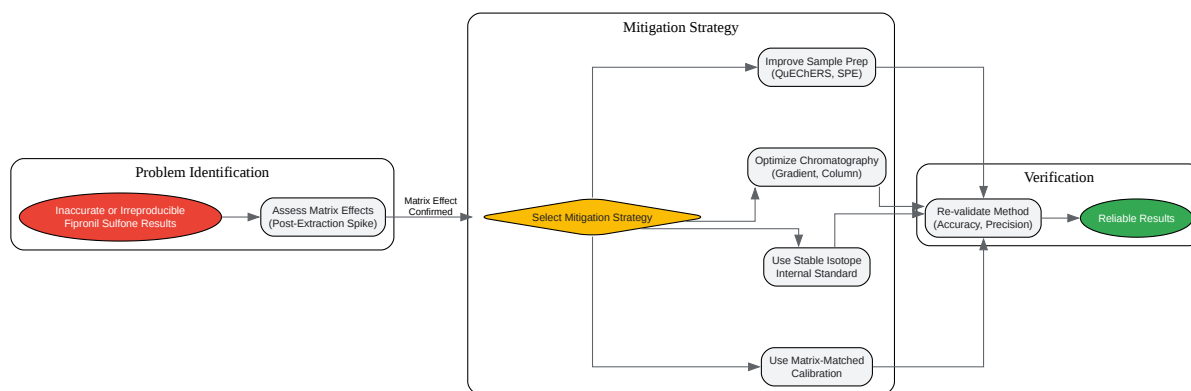 Problem Identification
Inaccurate or Irreproducible
Fipronil Sulfone Results
Assess Matrix Effects
(Post-Extraction Spike)
Matrix Effect
Confirmed
Mitigation Strategy
Select Mitigation Strategy
Improve Sample Prep
(QuEChERS, SPE)
Optimize Chromatography
(Gradient, Column)
Use Stable Isotope
Internal Standard
Use Matrix-Matched
Calibration
Verification
Re-validate Method
(Accuracy, Precision)
Reliable Results